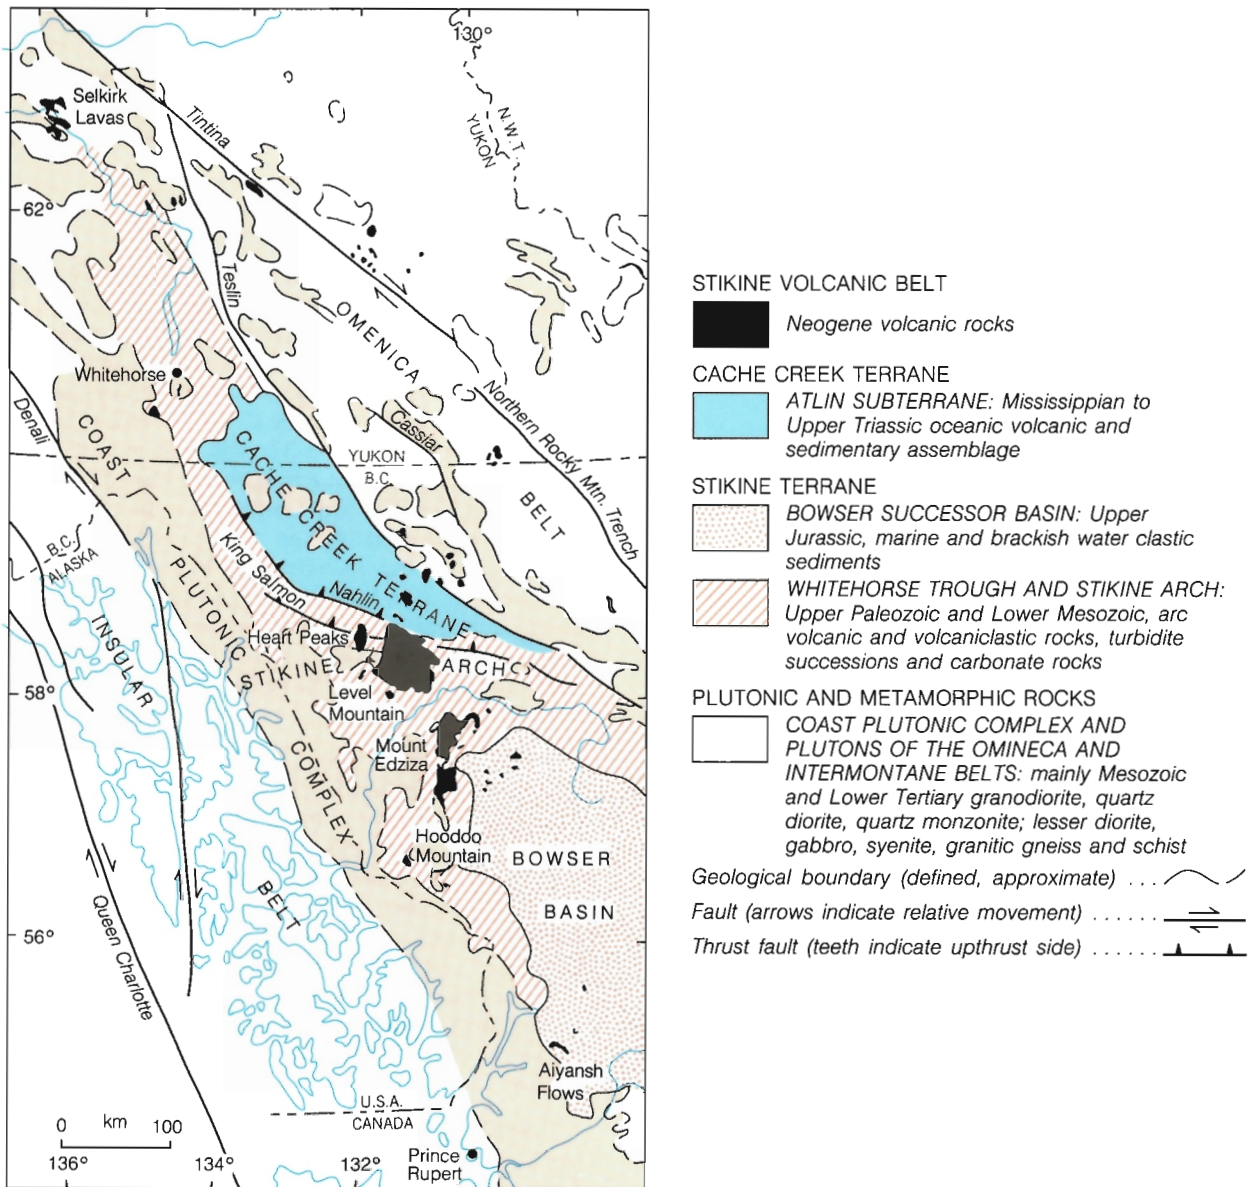 130°
Selkirk
Lavas
Tintina
N.W.T.
YUKON
62°
Teslin
OMENICA
Whitehorse
Denali
COAST
Cassiar
Northern Rocky Mtn. Trench
CACHE CREEK TERRANE
YUKON
B.C.
BELT
B.C.
ALASKA
King Salmon
Nahlin
PLUTONIC
INSULAR
Heart Peaks
STIKINE
ARCH
58°
Level
Mountain
Mount
Edziza
COMPLEX
Hoodoo
Mountain
BOWSER
BASIN
BELT
56°
Queen Charlotte
Aiyansh
Flows
U.S.A.
CANADA
0 km 100
Prince
Rupert
136° 134° 132°
STIKINE VOLCANIC BELT
Neogene volcanic rocks
CACHE CREEK TERRANE
ATLIN SUBTERRANE: Mississippian to
Upper Triassic oceanic volcanic and
sedimentary assemblage
STIKINE TERRANE
BOWSER SUCCESSOR BASIN: Upper
Jurassic, marine and brackish water clastic
sediments
WHITEHORSE TROUGH AND STIKINE ARCH:
Upper Paleozoic and Lower Mesozoic, arc
volcanic and volcaniclastic rocks, turbidite
successions and carbonate rocks
PLUTONIC AND METAMORPHIC ROCKS
COAST PLUTONIC COMPLEX AND
PLUTONS OF THE OMINECA AND
INTERMONTANE BELTS: mainly Mesozoic
and Lower Tertiary granodiorite, quartz
diorite, quartz monzonite; lesser diorite,
gabbro, syenite, granitic gneiss and schist
Geological boundary (defined, approximate) ...
Fault (arrows indicate relative movement) ......
Thrust fault (teeth indicate upthrust side) ......